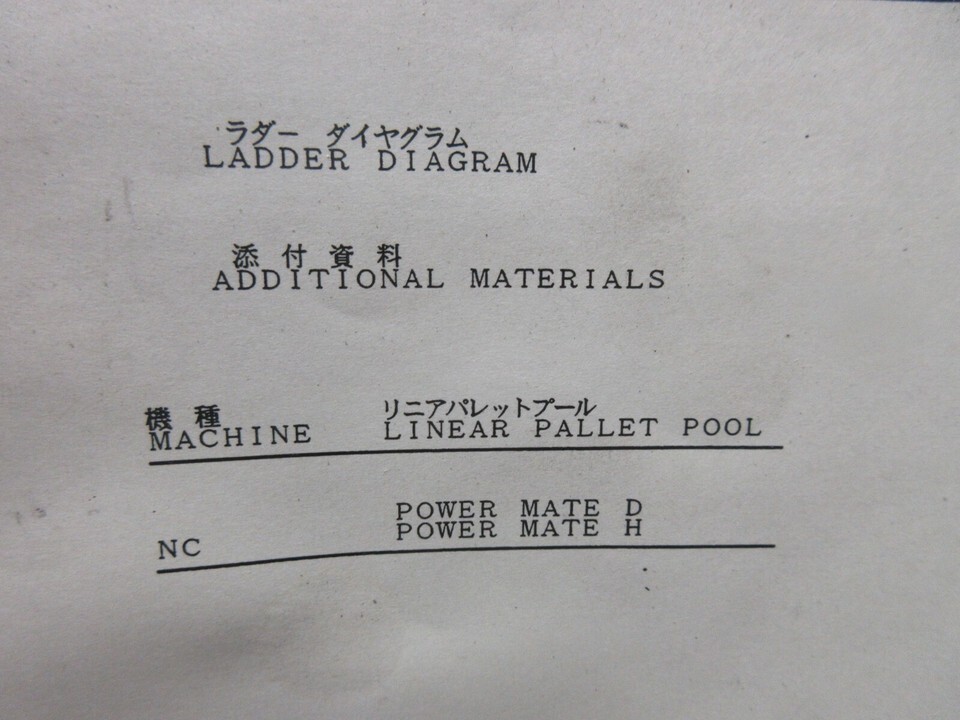 ラダー ダイヤグラム
LADDER DIAGRAM
添付資料
ADDITIONAL MATERIALS
機種 リニアパレットプール
MACHINE LINEAR PALLET POOL
POWER MATE D
POWER MATE H
NC